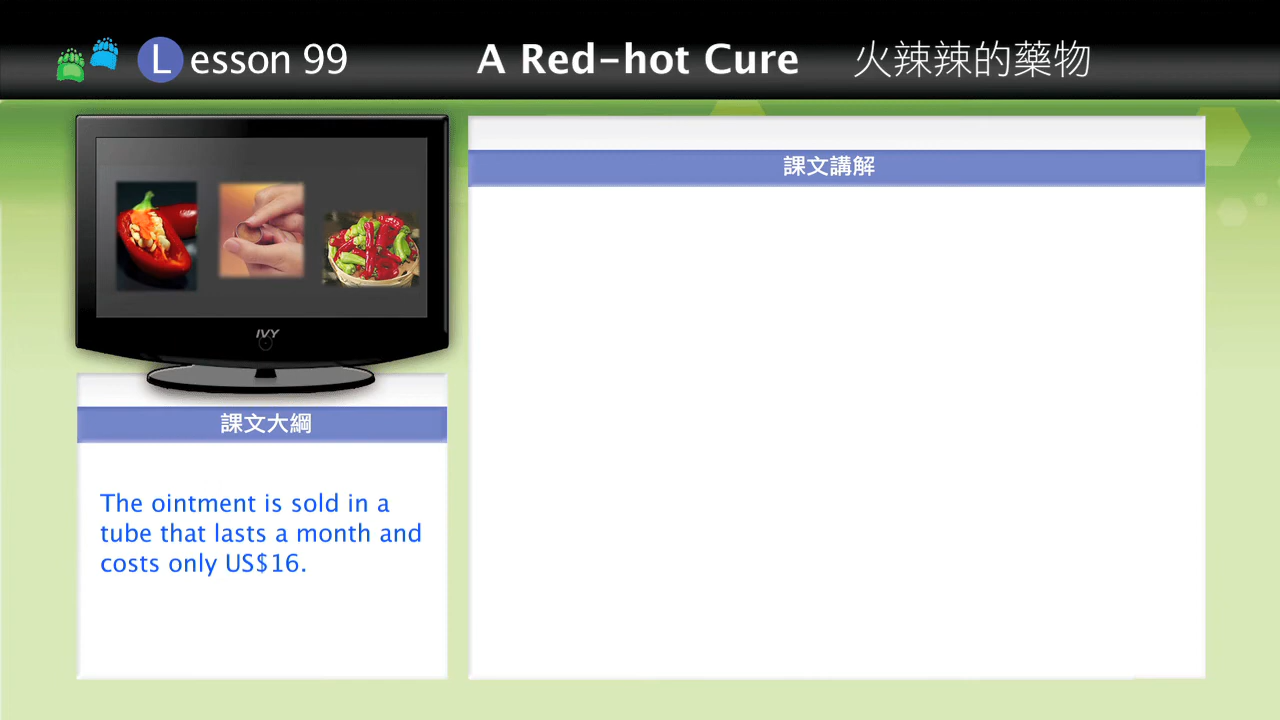 Lesson 99
A Red-hot Cure 火辣辣的藥物
IVY
課文大綱
The ointment is sold in a
tube that lasts a month and
costs only US$16.
課文講解